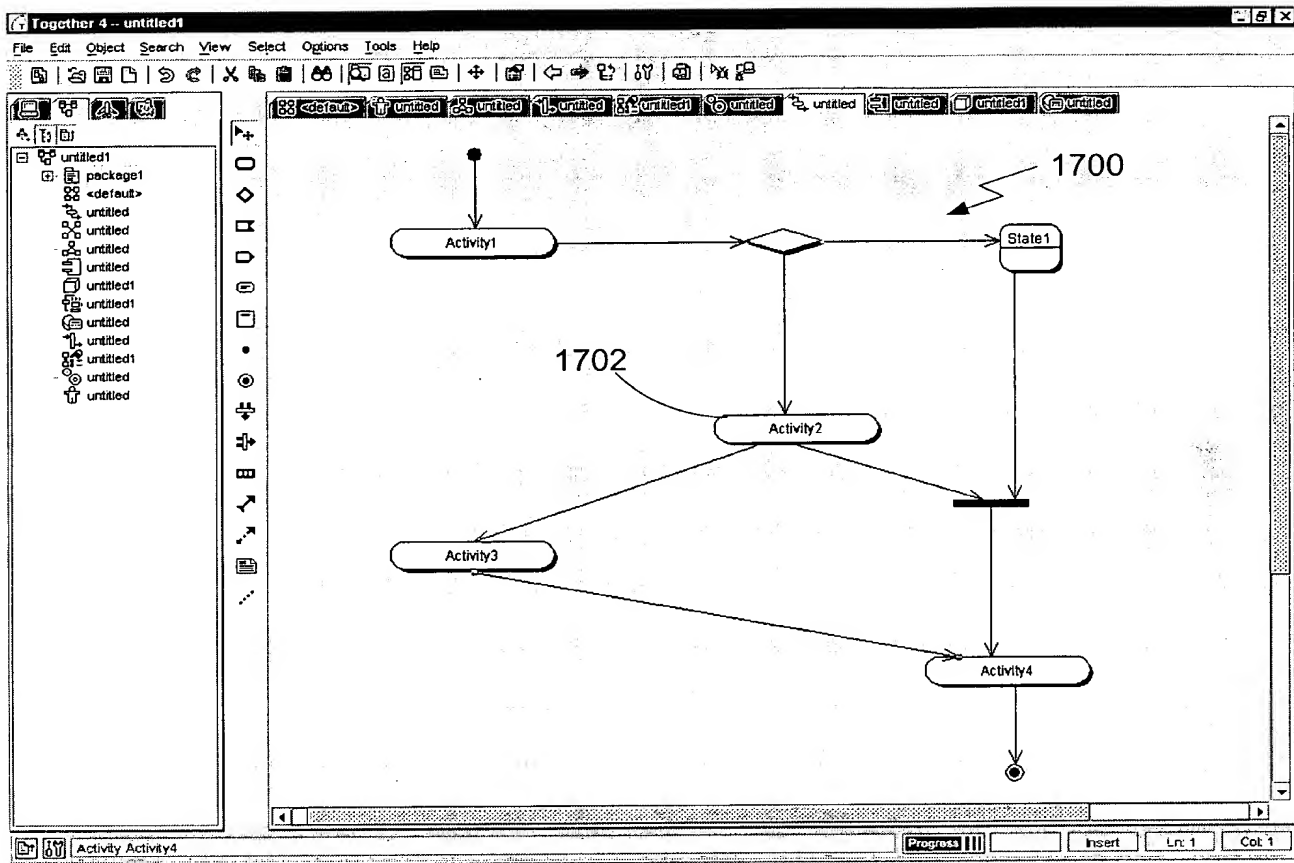 Together 4 -- untitled1
File Edit Object Search View Select Options Tools Help
<default> untitled untitled untitled untitled1 untitled untitled untitled untitled1 untitled
untitled1
package1
<default>
untitled
untitled
untitled
untitled
untitled1
untitled1
untitled
untitled
untitled1
untitled
untitled
1700
Activity1
State1
1702
Activity2
Activity3
Activity4
Activity Activity4
Progress Insert Ln: 1 Col: 1